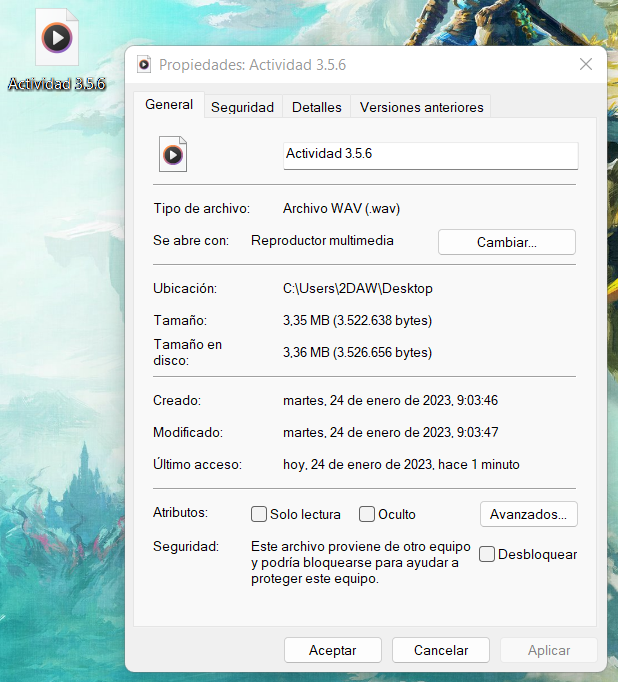 Actividad 3.5.6
Propiedades: Actividad 3.5.6
General Seguridad Detalles Versiones anteriores
Actividad 3.5.6
Tipo de archivo: Archivo WAV (.wav)
Se abre con: Reproductor multimedia Cambiar...
Ubicación: C:\Users\2DAW\Desktop
Tamaño: 3,35 MB (3.522.638 bytes)
Tamaño en
disco: 3,36 MB (3.526.656 bytes)
Creado: martes, 24 de enero de 2023, 9:03:46
Modificado: martes, 24 de enero de 2023, 9:03:47
Último acceso: hoy, 24 de enero de 2023, hace 1 minuto
Atributos: Solo lectura Oculto Avanzados...
Seguridad: Este archivo proviene de otro equipo
y podría bloquearse para ayudar a
proteger este equipo.
Desbloquear
Aceptar Cancelar Aplicar